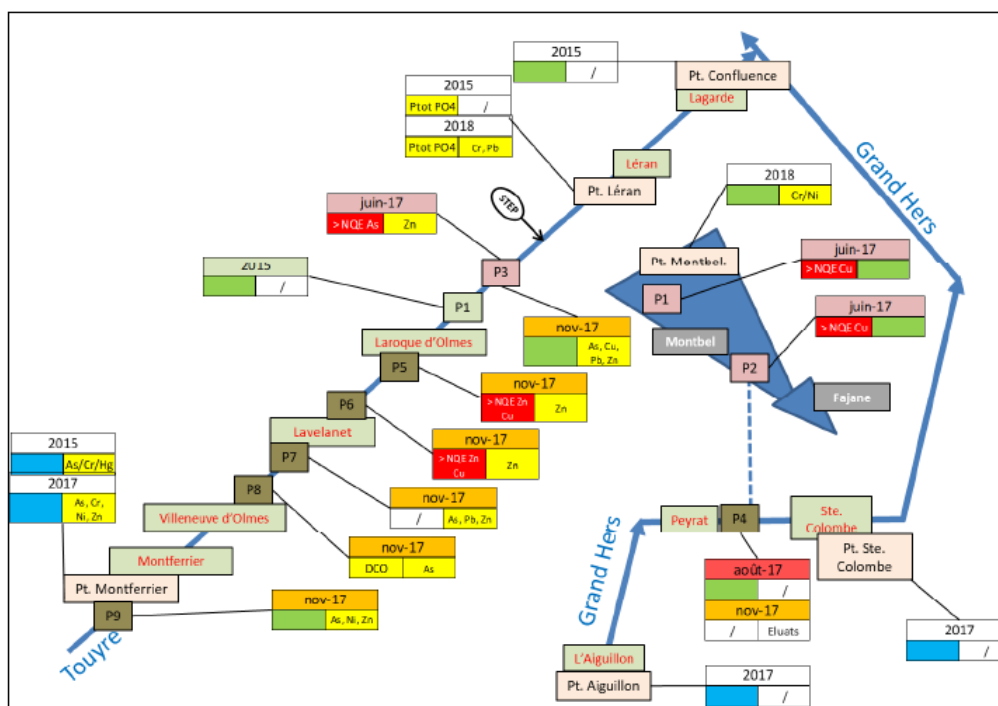 2015
/
Pt. Confluence
Lagarde
2015
Ptot PO4 /
2018
Ptot PO4 Cr, Pb
Léran
Pt. Léran
Grand Hers
2018
Cr/Ni
STEP
juin-17
> NQE As Zn
Pt. Montbel.
juin-17
> NQE Cu
P3
2015
/
P1
P1
juin-17
> NQE Cu
nov-17
As, Cu,
Pb, Zn
Laroque d'Olmes
Montbel
P5
P2
nov-17
> NQE Zn
Cu
Zn
Fajane
P6
Lavelanet
nov-17
> NQE Zn
Cu
Zn
2015
As/Cr/Hg
2017
As, Cr,
Ni, Zn
P7
P8
nov-17
/ As, Pb, Zn
Villeneuve d'Olmes
Peyrat
P4
Ste.
Colombe
Montferrier
nov-17
DCO As
Pt. Ste.
Colombe
août-17
/
nov-17
/ Eluats
Pt. Montferrier
P9
nov-17
As, Ni, Zn
Grand Hers
Touyre
2017
/
L'Aiguillon
Pt. Aiguillon
2017
/